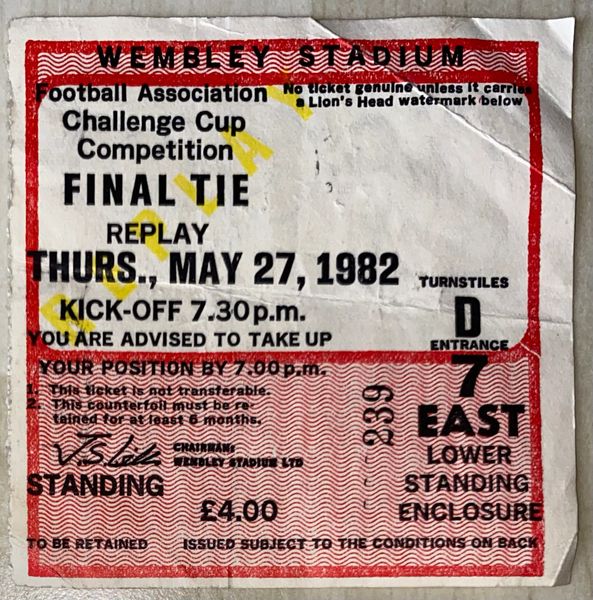 WEMBLEY STADIUM
Football Association
Challenge Cup
Competition
No ticket genuine unless it carries
a Lion's Head watermark below
FINAL TIE
REPLAY
REPLAY
THURS., MAY 27, 1982
KICK-OFF 7.30 p.m.
YOU ARE ADVISED TO TAKE UP
YOUR POSITION BY 7.00 p.m.
TURNSTILES
D
ENTRANCE
7
EAST
LOWER
STANDING
ENCLOSURE
1. This ticket is not transferable.
2. This counterfoil must be re-
tained for at least 6 months.
CHAIRMAN:
WEMBLEY STADIUM LTD
239
STANDING
£4.00
TO BE RETAINED
ISSUED SUBJECT TO THE CONDITIONS ON BACK